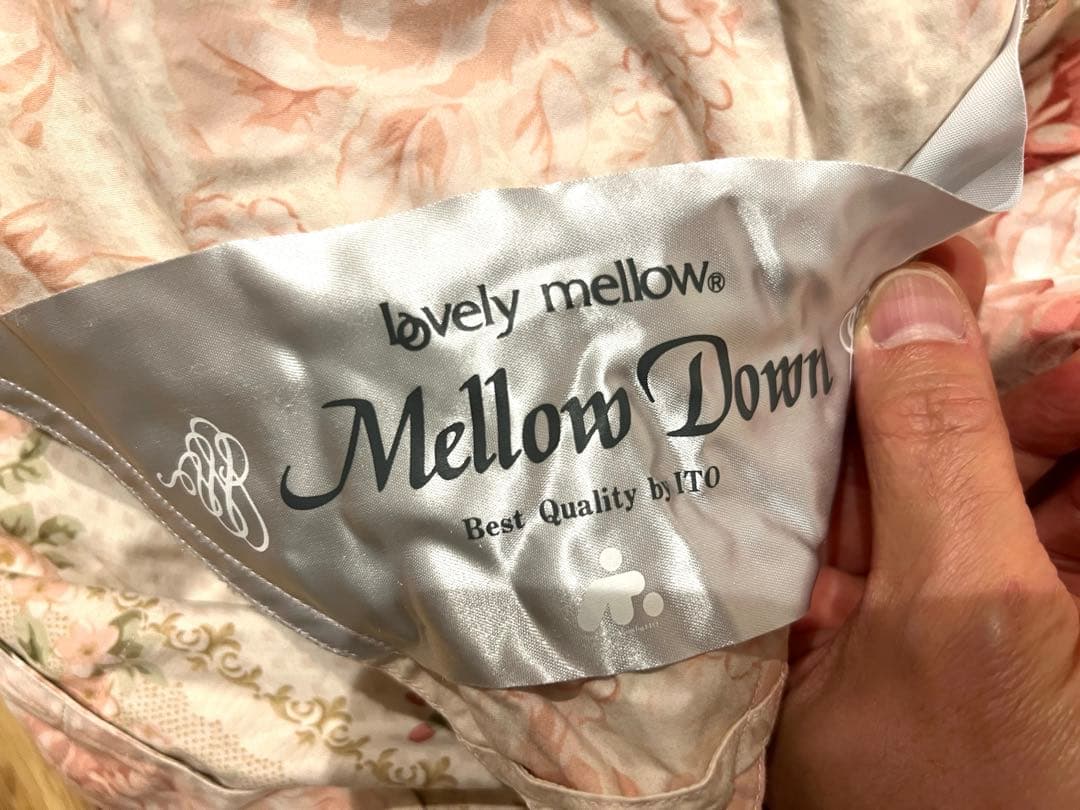 lovely mellow®
Mellow Down
Best Quality by ITO